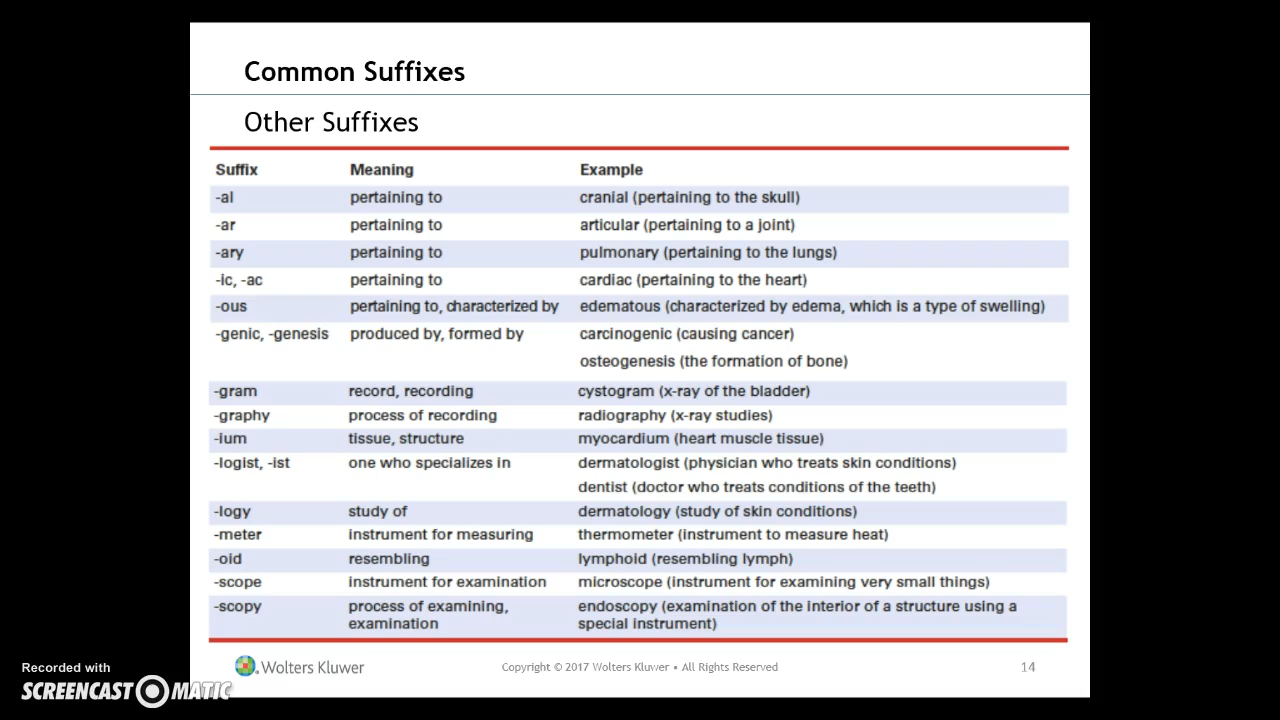 Common Suffixes
Other Suffixes
Suffix Meaning Example
-al pertaining to cranial (pertaining to the skull)
-ar pertaining to articular (pertaining to a joint)
-ary pertaining to pulmonary (pertaining to the lungs)
-ic, -ac pertaining to cardiac (pertaining to the heart)
-ous pertaining to, characterized by edematous (characterized by edema, which is a type of swelling)
-genic, -genesis produced by, formed by carcinogenic (causing cancer)
osteogenesis (the formation of bone)
-gram record, recording cystogram (x-ray of the bladder)
-graphy process of recording radiography (x-ray studies)
-ium tissue, structure myocardium (heart muscle tissue)
-logist, -ist one who specializes in dermatologist (physician who treats skin conditions)
dentist (doctor who treats conditions of the teeth)
-logy study of dermatology (study of skin conditions)
-meter instrument for measuring thermometer (instrument to measure heat)
-oid resembling lymphoid (resembling lymph)
-scope instrument for examination microscope (instrument for examining very small things)
-scopy process of examining, endoscopy (examination of the interior of a structure using a
examination special instrument)
Wolters Kluwer Copyright © 2017 Wolters Kluwer • All Rights Reserved 14
Recorded with
SCREENCAST-O-MATIC